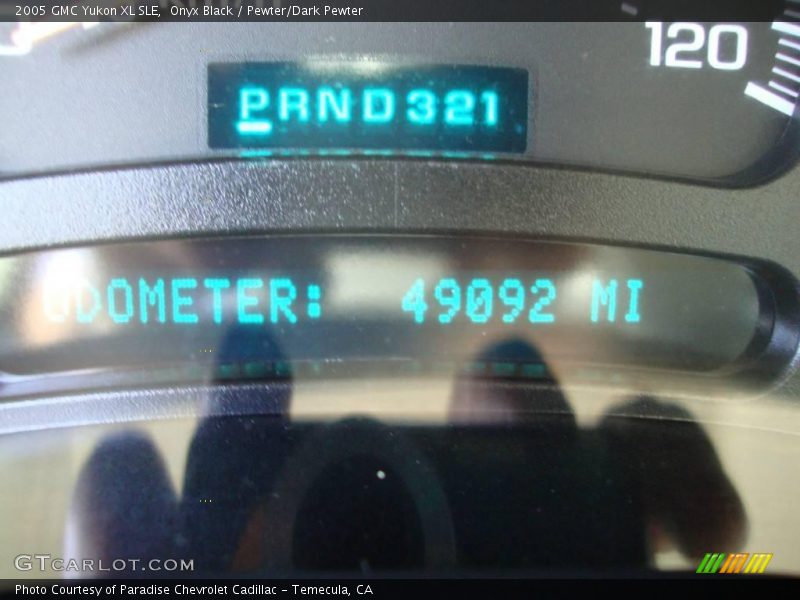 2005 GMC Yukon XL SLE,  Onyx Black / Pewter/Dark Pewter
120
PRND321
ODOMETER: 49092 MI
GTCARLOT.COM
Photo Courtesy of Paradise Chevrolet Cadillac - Temecula, CA